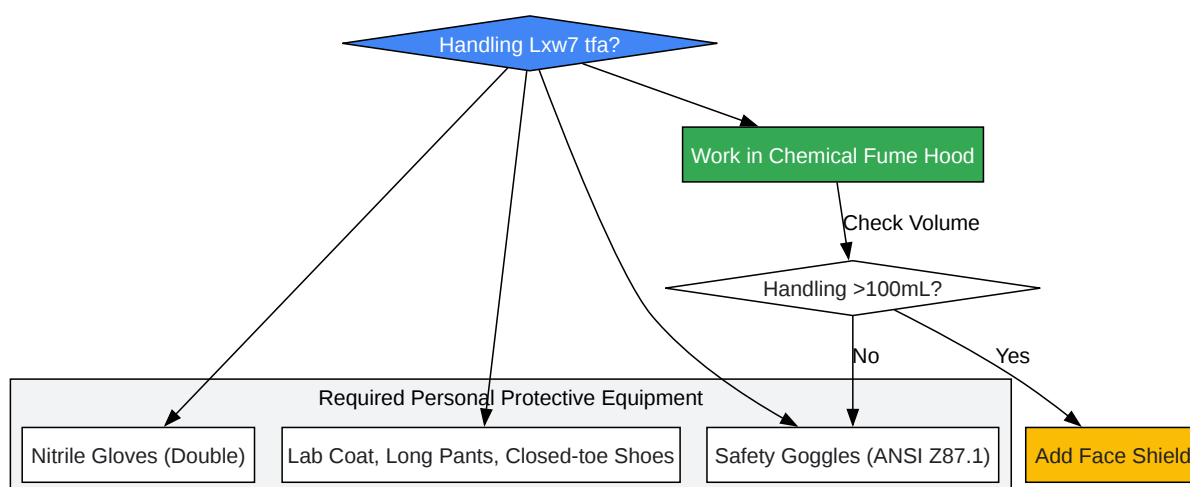 Handling Lxw7 tfa?
Work in Chemical Fume Hood
Check Volume
Handling >100mL?
No
Yes
Required Personal Protective Equipment
Nitrile Gloves (Double)
Lab Coat, Long Pants, Closed-toe Shoes
Safety Goggles (ANSI Z87.1)
Add Face Shield